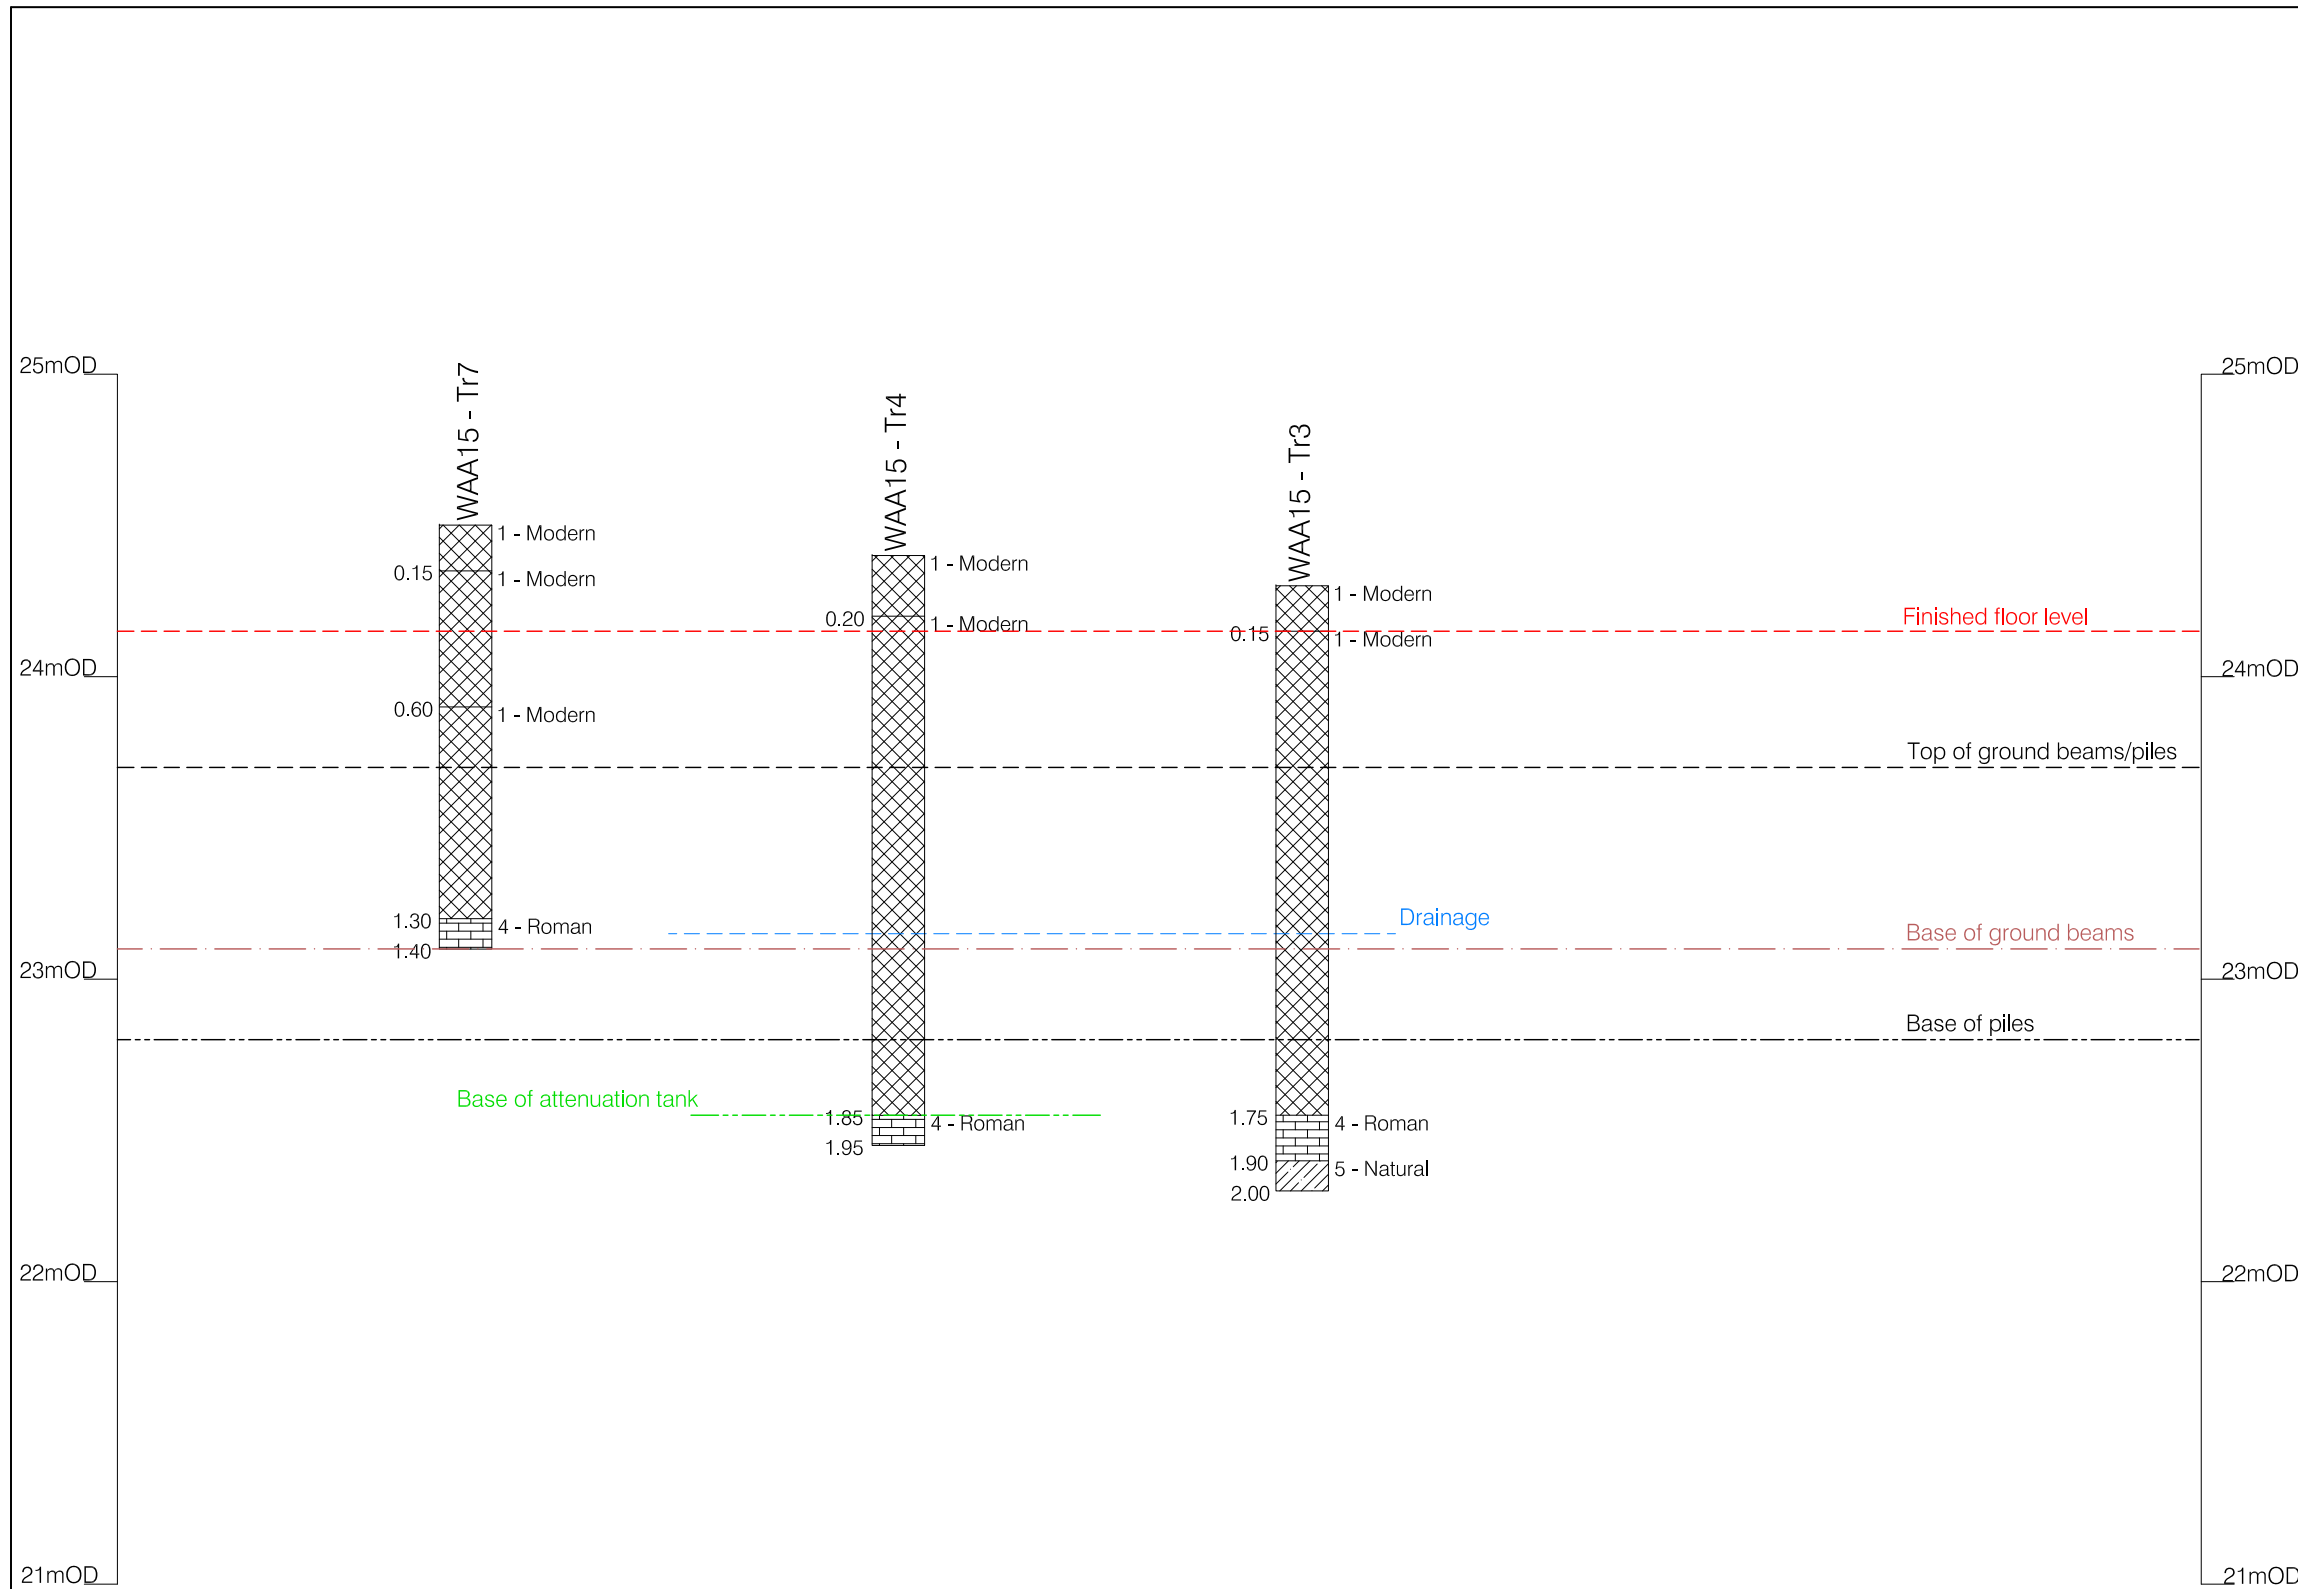 25mOD
25mOD
WAA15 - Tr7
WAA15 - Tr4
WAA15 - Tr3
1 - Modern
0.15
1 - Modern
0.60
1 - Modern
1.30
4 - Roman
1.40
1 - Modern
0.20
1 - Modern
1.85
4 - Roman
1.95
1 - Modern
0.15
1 - Modern
1.75
4 - Roman
1.90
5 - Natural
2.00
Finished floor level
24mOD
24mOD
Top of ground beams/piles
Drainage
Base of ground beams
23mOD
23mOD
Base of piles
Base of attenuation tank
22mOD
22mOD
21mOD
21mOD